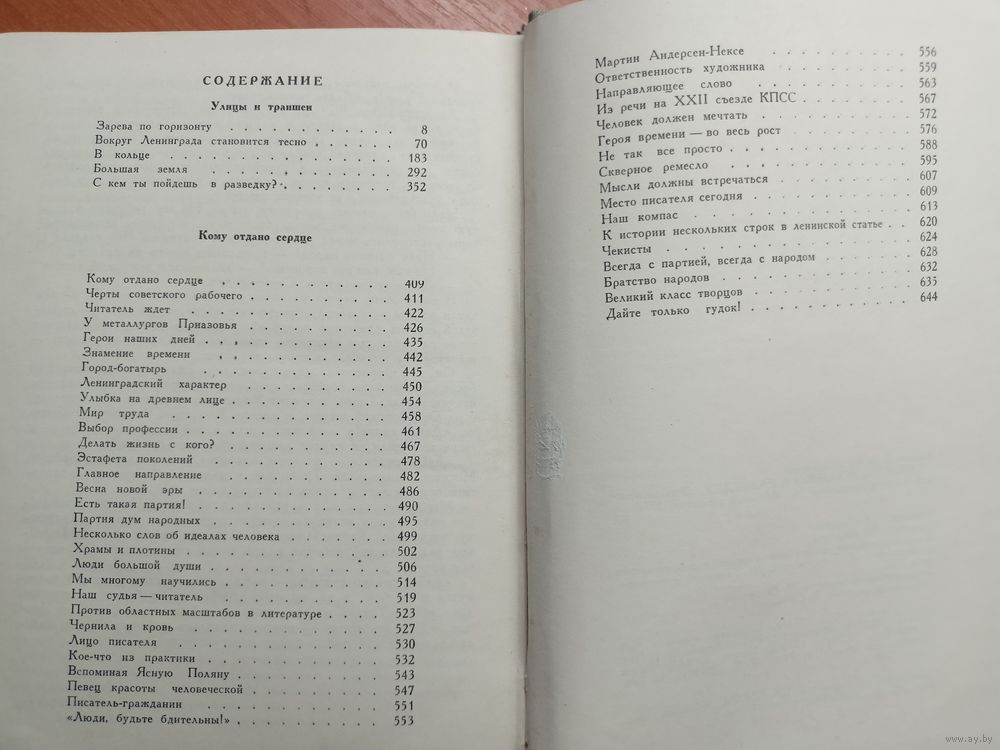 СОДЕРЖАНИЕ
Улицы и траншеи
Зарева по горизонту . . . . . . . . . . . . 8
Вокруг Ленинграда становится тесно . . . . . . 70
В кольце . . . . . . . . . . . . . . . 183
Большая земля . . . . . . . . . . . . . 292
С кем ты пойдешь в разведку? . . . . . . . . 352
Кому отдано сердце
Кому отдано сердце . . . . . . . . . . . . 409
Черты советского рабочего . . . . . . . . . . 411
Читатель ждет . . . . . . . . . . . . . 422
У металлургов Приазовья . . . . . . . . . . 426
Герои наших дней . . . . . . . . . . . . 435
Знамение времени . . . . . . . . . . . . 442
Город-богатырь . . . . . . . . . . . . . 445
Ленинградский характер . . . . . . . . . . . 450
Улыбка на древнем лице . . . . . . . . . . . 454
Мир труда . . . . . . . . . . . . . . . 458
Выбор профессии . . . . . . . . . . . . . 461
Делать жизнь с кого? . . . . . . . . . . . 467
Эстафета поколений . . . . . . . . . . . . 478
Главное направление . . . . . . . . . . . . 482
Весна новой эры . . . . . . . . . . . . . 486
Есть такая партия! . . . . . . . . . . . . 490
Партия дум народных . . . . . . . . . . . . 495
Несколько слов об идеалах человека . . . . . . . 499
Храмы и плотины . . . . . . . . . . . . . 502
Люди большой души . . . . . . . . . . . . 506
Мы многому научились . . . . . . . . . . . 514
Наш судья — читатель . . . . . . . . . . . 519
Против областных масштабов в литературе . . . . 523
Чернила и кровь . . . . . . . . . . . . . 527
Лицо писателя . . . . . . . . . . . . . 530
Кое-что из практики . . . . . . . . . . . . 532
Вспоминая Ясную Поляну . . . . . . . . . . 543
Певец красоты человеческой . . . . . . . . . . 547
Писатель-гражданин . . . . . . . . . . . . 551
«Люди, будьте бдительны!» . . . . . . . . . . 553
Мартин Андерсен-Нексе . . . . . . . . . . 556
Ответственность художника . . . . . . . . . 559
Направляющее слово . . . . . . . . . . . 563
Из речи на XXII съезде КПСС . . . . . . . . 567
Человек должен мечтать . . . . . . . . . . 572
Героя времени — во весь рост . . . . . . . . 576
Не так все просто . . . . . . . . . . . 588
Скверное ремесло . . . . . . . . . . . . 595
Мысли должны встречаться . . . . . . . . . 607
Место писателя сегодня . . . . . . . . . . 609
Наш компас . . . . . . . . . . . . . . 613
К истории нескольких строк в ленинской статье . . 620
Чекисты . . . . . . . . . . . . . . . 624
Всегда с партией, всегда с народом . . . . . . 628
Братство народов . . . . . . . . . . . . 632
Великий класс творцов . . . . . . . . . . 635
Дайте только гудок! . . . . . . . . . . . 644
www.ay.by